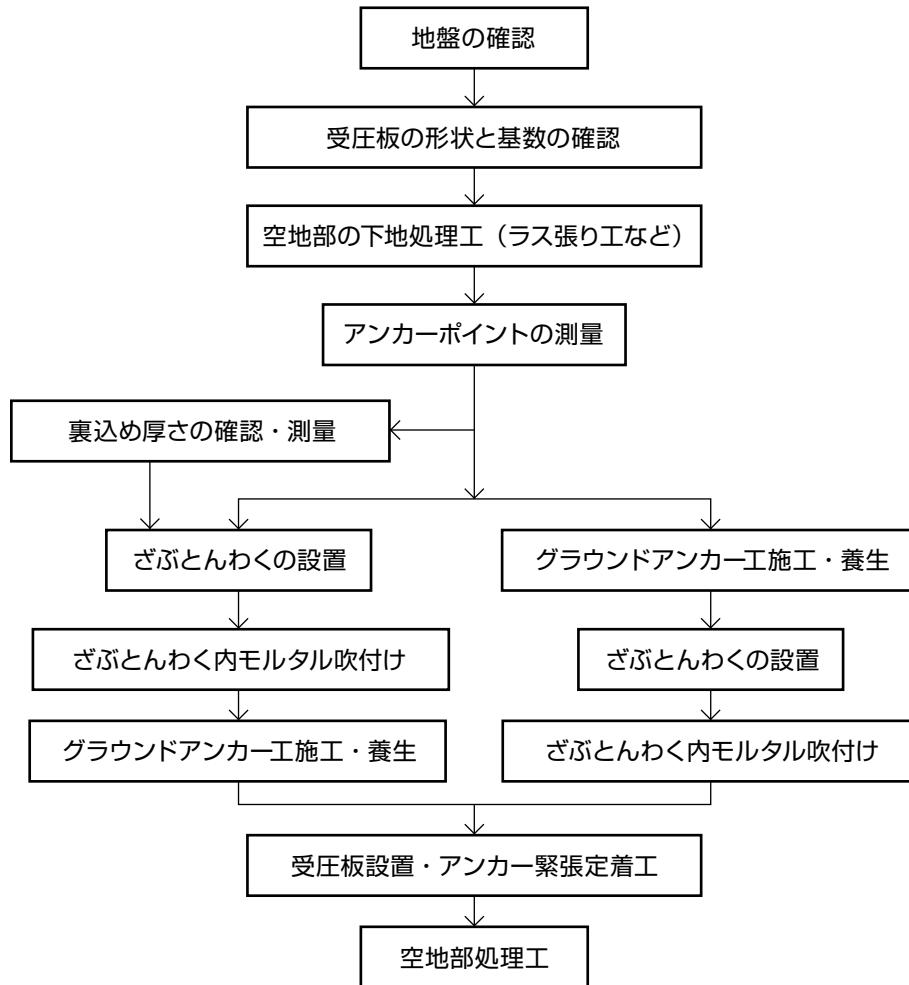 地盤の確認
受圧板の形状と基数の確認
空地部の下地処理工（ラス張り工など）
アンカーポイントの測量
裏込め厚さの確認・測量
ざぶとんわくの設置
グラウンドアンカー工施工・養生
ざぶとんわく内モルタル吹付け
ざぶとんわくの設置
グラウンドアンカー工施工・養生
ざぶとんわく内モルタル吹付け
受圧板設置・アンカー緊張定着工
空地部処理工